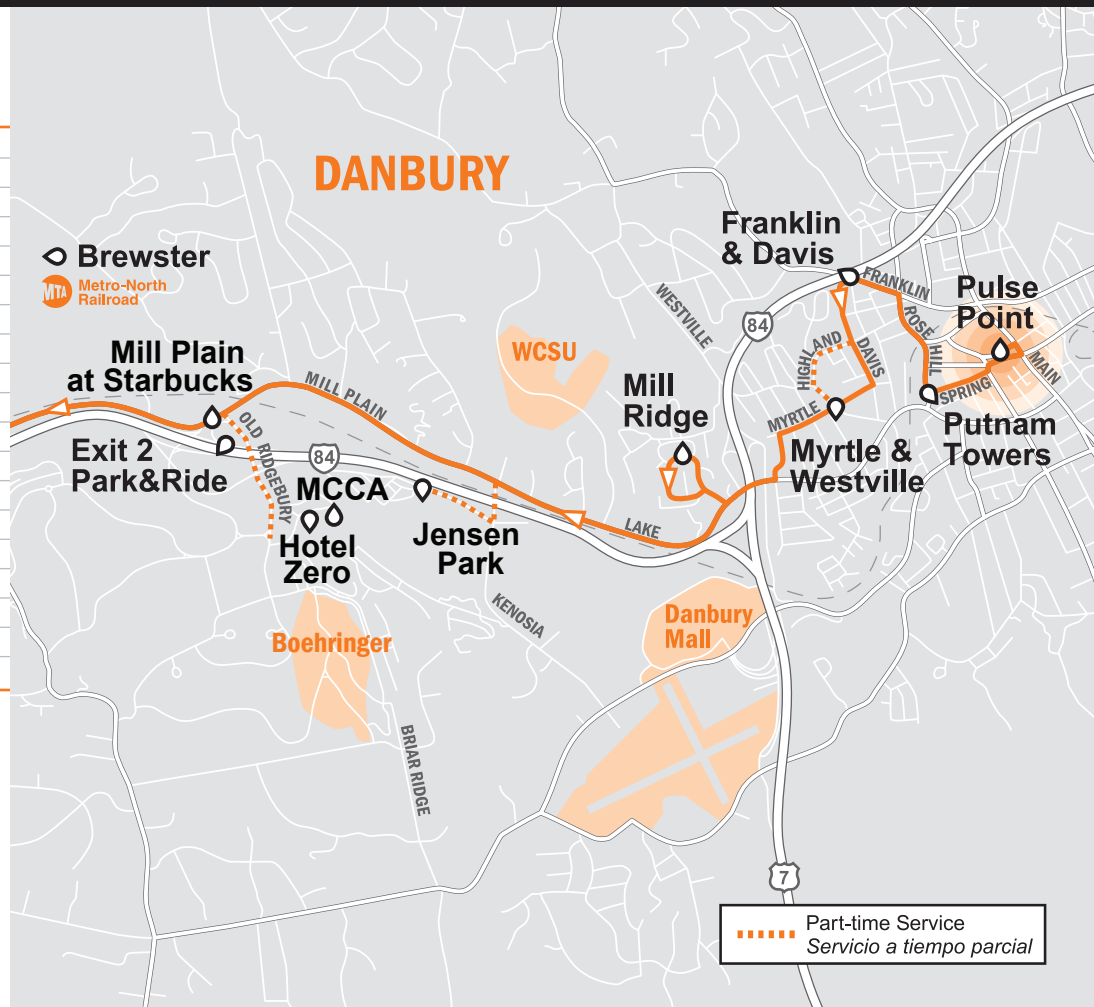 DANBURY
Brewster
MTA
Metro-North
Railroad
Franklin
& Davis
FRANKLIN
Pulse
Point
WESTVILLE
84
ROSE HILL
MAIN
Mill Plain
at Starbucks
MILL PLAIN
WCSU
HIGHLAND
DAVIS
Mill
Ridge
SPRING
MYRTLE
Putnam
Towers
OLD RIDGEBURY
Exit 2
Park&Ride
84
Myrtle &
Westville
MCCA
Hotel
Zero
Jensen
Park
LAKE
KENOSIA
Danbury
Mall
Boehringer
BRIAR RIDGE
7
Part-time Service
Servicio a tiempo parcial